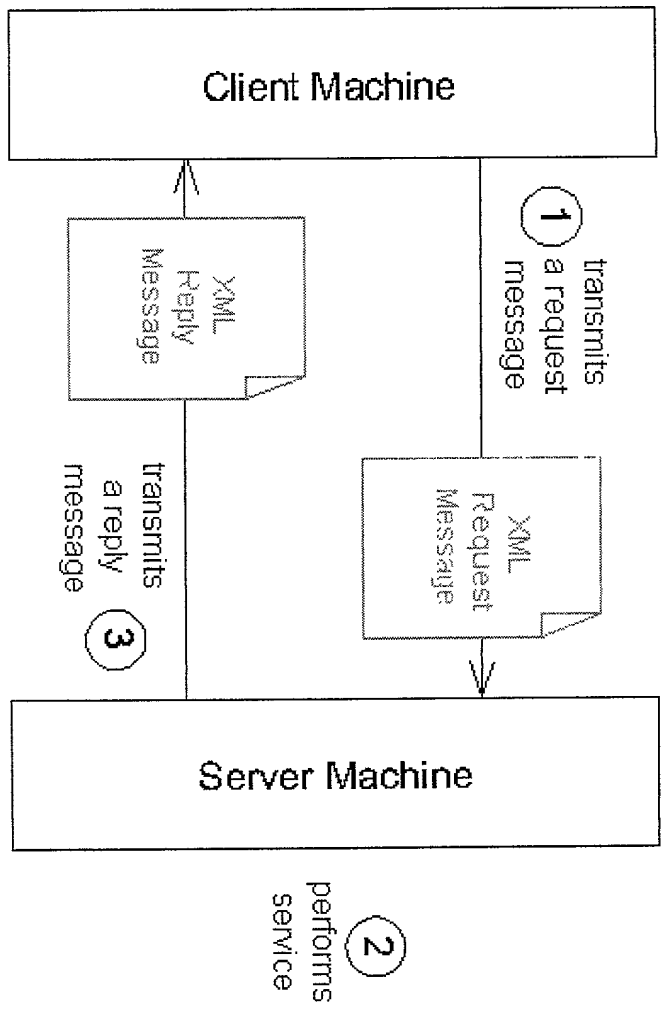 Client Machine
1
transmits
a request
message
XML
Request
Message
Server Machine
2
performs
service
3
transmits
a reply
message
XML
Reply
Message